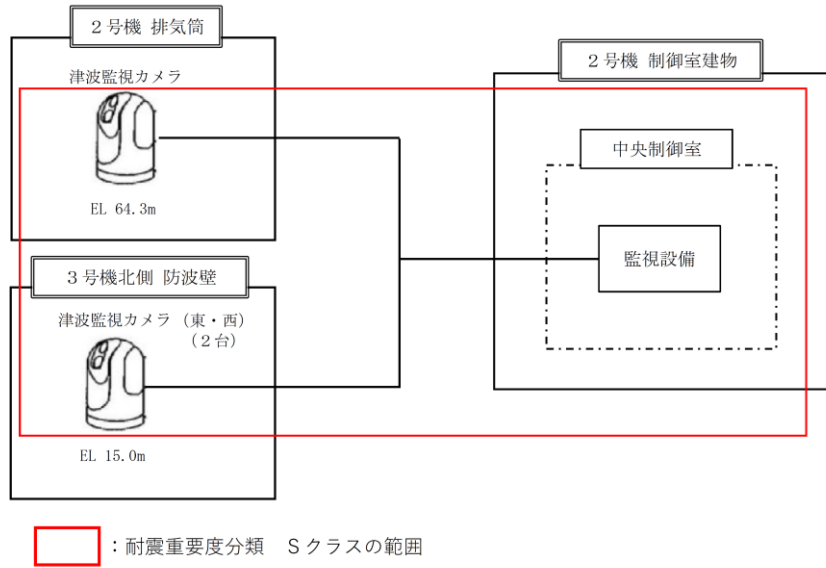 ２号機 排気筒
津波監視カメラ
EL 64.3m
３号機北側 防波壁
津波監視カメラ（東・西）
（２台）
EL 15.0m
２号機 制御室建物
中央制御室
監視設備
：耐震重要度分類　Ｓクラスの範囲